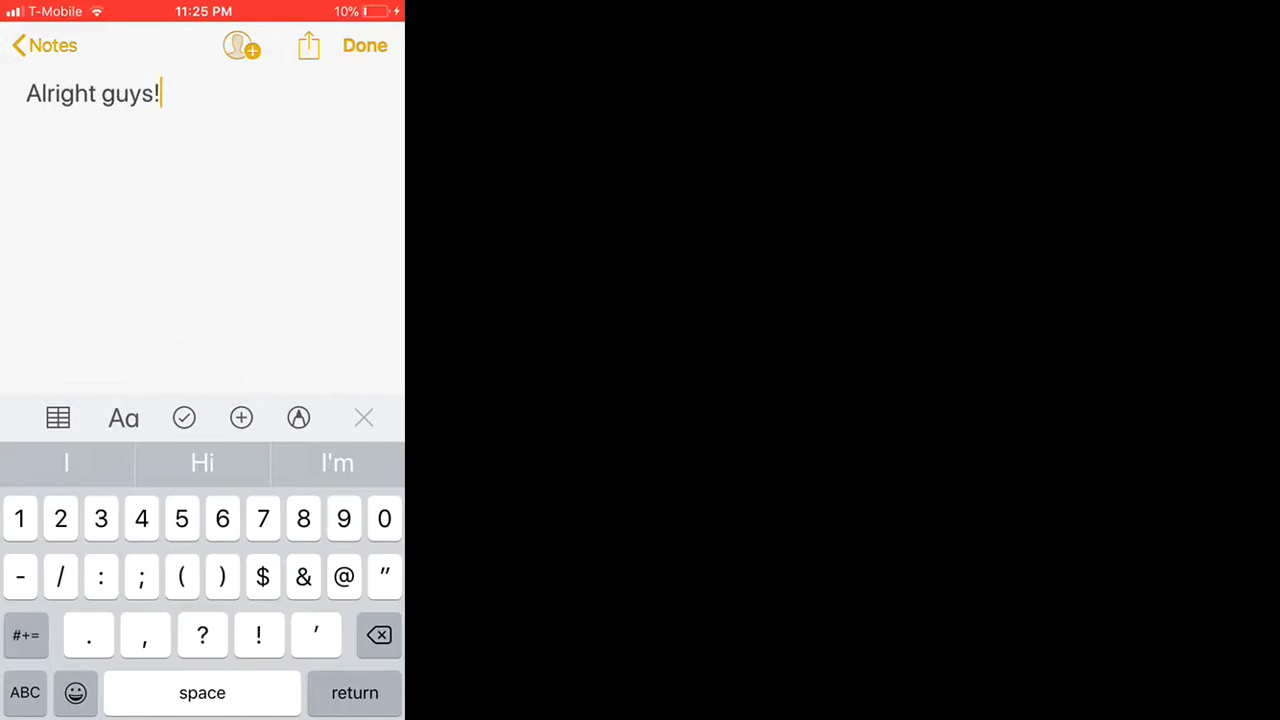 T-Mobile 11:25 PM 10%
Notes Done
Alright guys!
Aa
I Hi I'm
1 2 3 4 5 6 7 8 9 0
- / : ; ( ) $ & @ "
#+= . , ? ! '
ABC space return